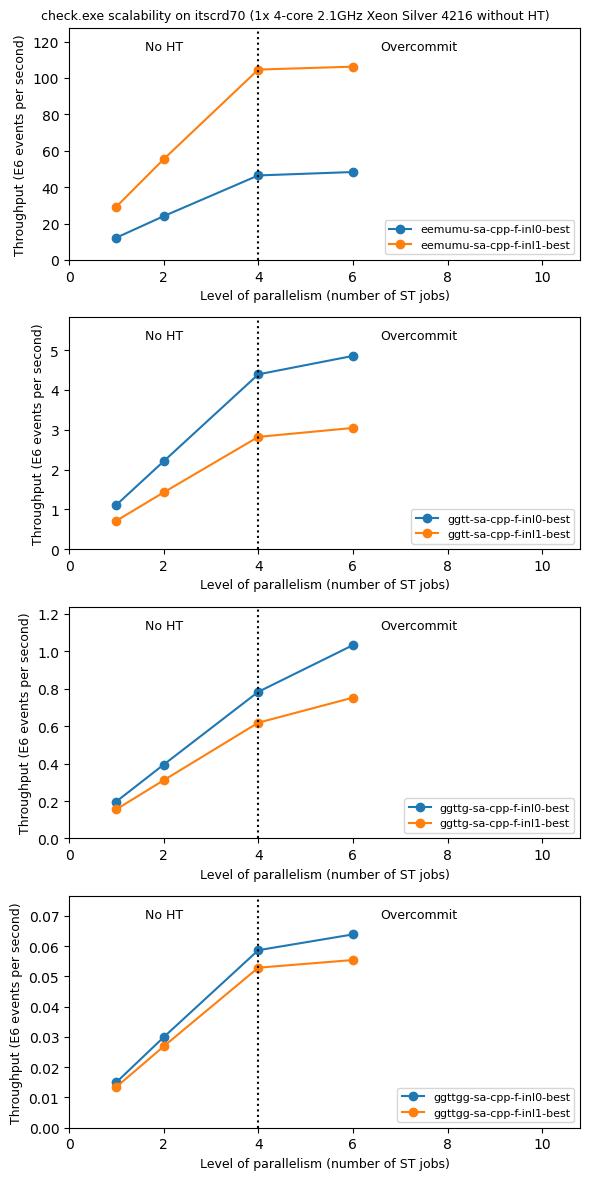 check.exe scalability on itscrd70 (1x 4-core 2.1GHz Xeon Silver 4216 without HT)
No HT
Overcommit
120
100
80
60
40
20
0
Throughput (E6 events per second)
eemumu-sa-cpp-f-inl0-best
eemumu-sa-cpp-f-inl1-best
0 2 4 6 8 10
Level of parallelism (number of ST jobs)
No HT
Overcommit
5
4
3
2
1
0
Throughput (E6 events per second)
ggtt-sa-cpp-f-inl0-best
ggtt-sa-cpp-f-inl1-best
0 2 4 6 8 10
Level of parallelism (number of ST jobs)
No HT
Overcommit
1.2
1.0
0.8
0.6
0.4
0.2
0.0
Throughput (E6 events per second)
ggttg-sa-cpp-f-inl0-best
ggttg-sa-cpp-f-inl1-best
0 2 4 6 8 10
Level of parallelism (number of ST jobs)
No HT
Overcommit
0.07
0.06
0.05
0.04
0.03
0.02
0.01
0.00
Throughput (E6 events per second)
ggttgg-sa-cpp-f-inl0-best
ggttgg-sa-cpp-f-inl1-best
0 2 4 6 8 10
Level of parallelism (number of ST jobs)